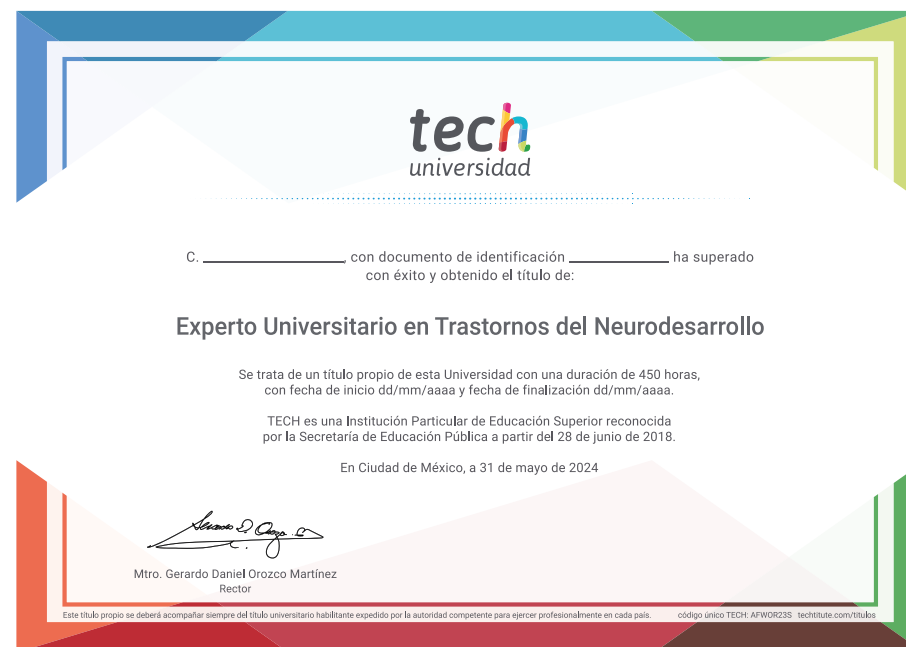 tech
universidad
C. ____________, con documento de identificación ____________ ha superado
con éxito y obtenido el título de:
Experto Universitario en Trastornos del Neurodesarrollo
Se trata de un título propio de esta Universidad con una duración de 450 horas,
con fecha de inicio dd/mm/aaaa y fecha de finalización dd/mm/aaaa.
TECH es una Institución Particular de Educación Superior reconocida
por la Secretaría de Educación Pública a partir del 28 de junio de 2018.
En Ciudad de México, a 31 de mayo de 2024
Mtro. Gerardo Daniel Orozco Martínez
Rector
Este título propio se deberá acompañar siempre del título universitario habilitante expedido por la autoridad competente para ejercer profesionalmente en cada país. código único TECH: AFWOR23S techtitute.com/titulos